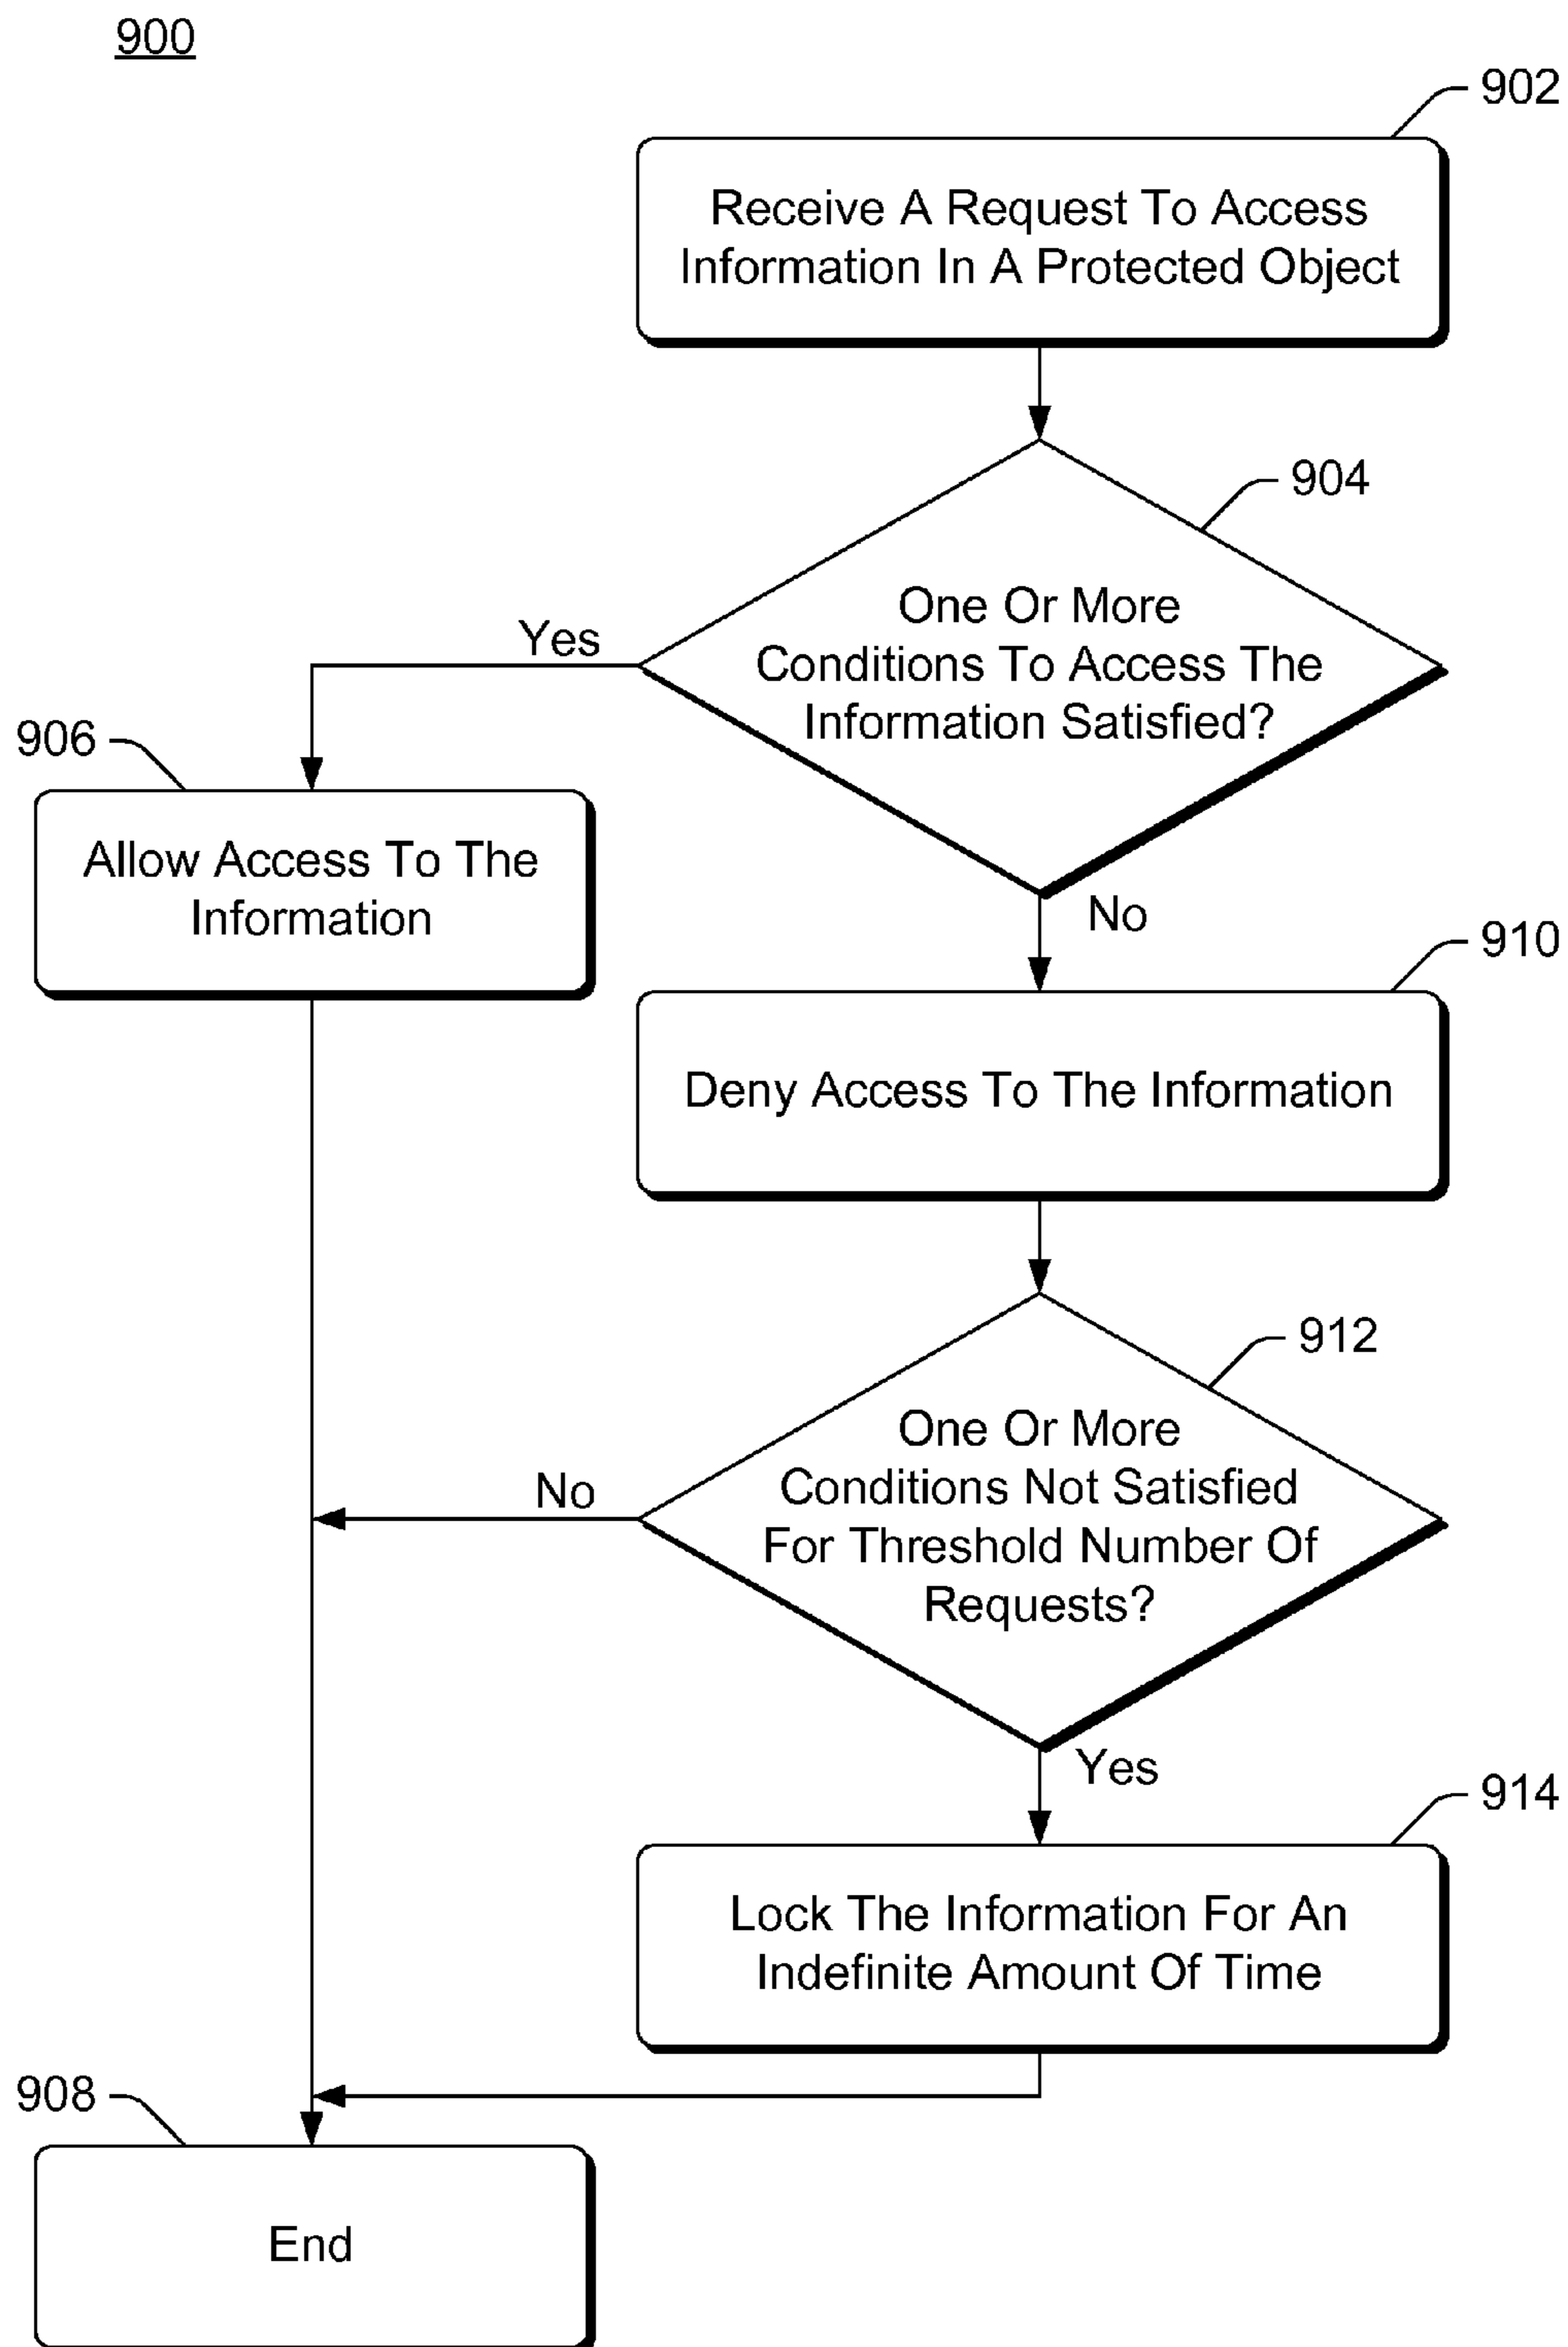 900
902
Receive A Request To Access
Information In A Protected Object
904
One Or More
Conditions To Access The
Information Satisfied?
Yes
906
Allow Access To The
Information
No
910
Deny Access To The Information
912
One Or More
Conditions Not Satisfied
For Threshold Number Of
Requests?
No
Yes
914
Lock The Information For An
Indefinite Amount Of Time
908
End